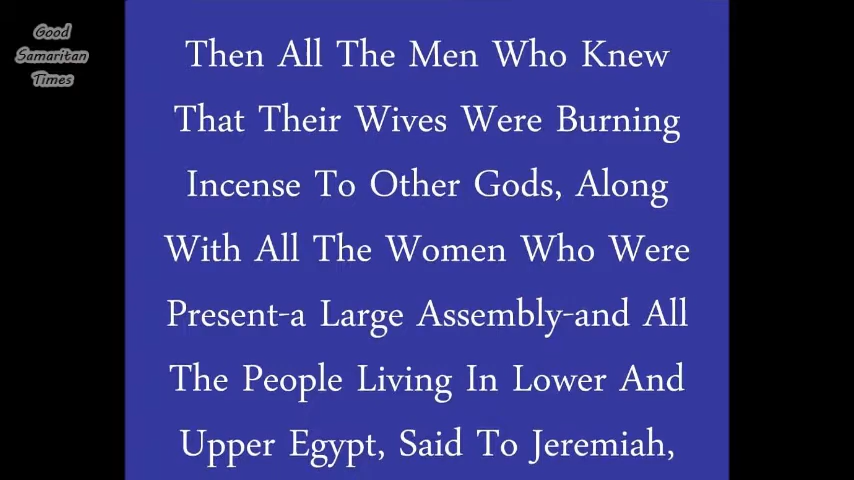 Good
Samaritan
Times
Then All The Men Who Knew
That Their Wives Were Burning
Incense To Other Gods, Along
With All The Women Who Were
Present-a Large Assembly-and All
The People Living In Lower And
Upper Egypt, Said To Jeremiah,